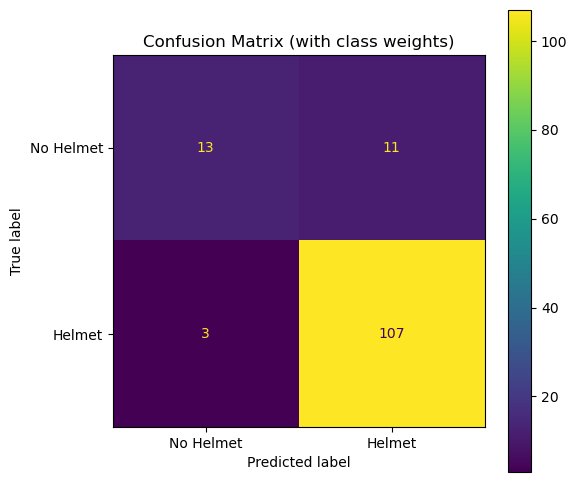 Confusion Matrix (with class weights)
100
80
60
40
20
True label
No Helmet
13
11
Helmet
3
107
No Helmet
Helmet
Predicted label